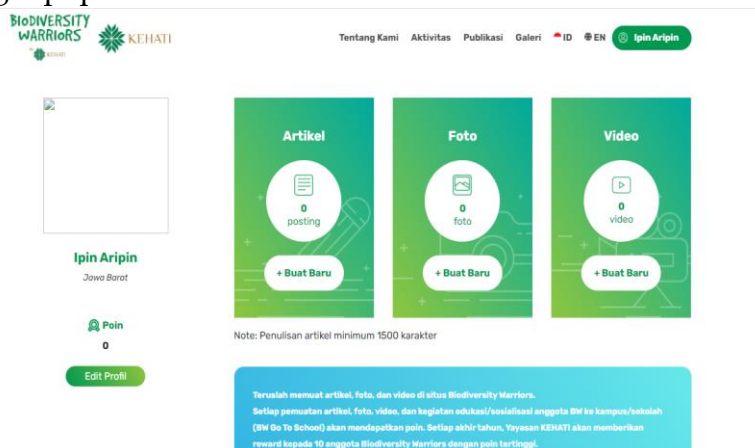 BIODIVERSITY
WARRIORS
KEHATI
KEHATI
Tentang Kami Aktivitas Publikasi Galeri ID EN Ipin Aripin
Artikel Foto Video
0 0 0
posting foto video
+ Buat Baru + Buat Baru + Buat Baru
Ipin Aripin
Jawa Barat
Poin
0
Edit Profil
Note: Penulisan artikel minimum 1500 karakter
Teruslah memuat artikel, foto, dan video di situs Biodiversity Warriors.
Setiap pemuatan artikel, foto, video, dan kegiatan edukasi/sosialisasi anggota BW ke kampus/sekolah
(BW Go To School) akan mendapatkan poin. Setiap akhir tahun, Yayasan KEHATI akan memberikan
reward kepada 10 anggota Biodiversity Warriors dengan poin tertinggi.